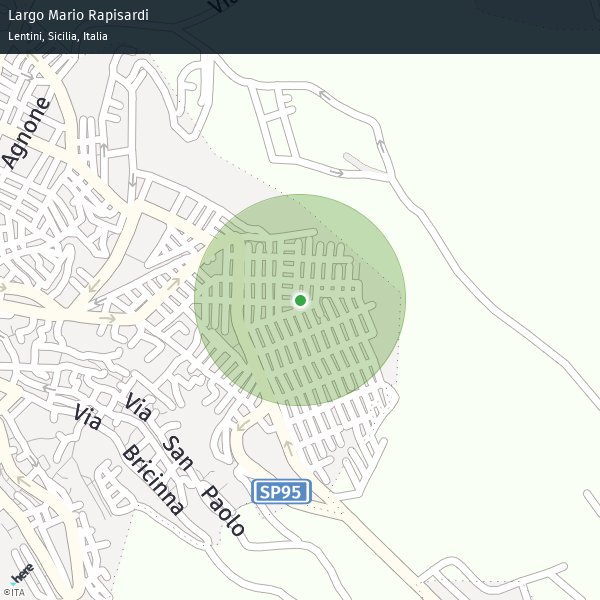 Largo Mario Rapisardi
Lentini, Sicilia, Italia
Via
Agnone
Via San Paolo
Via Bricinna
SP95
here
©ITA